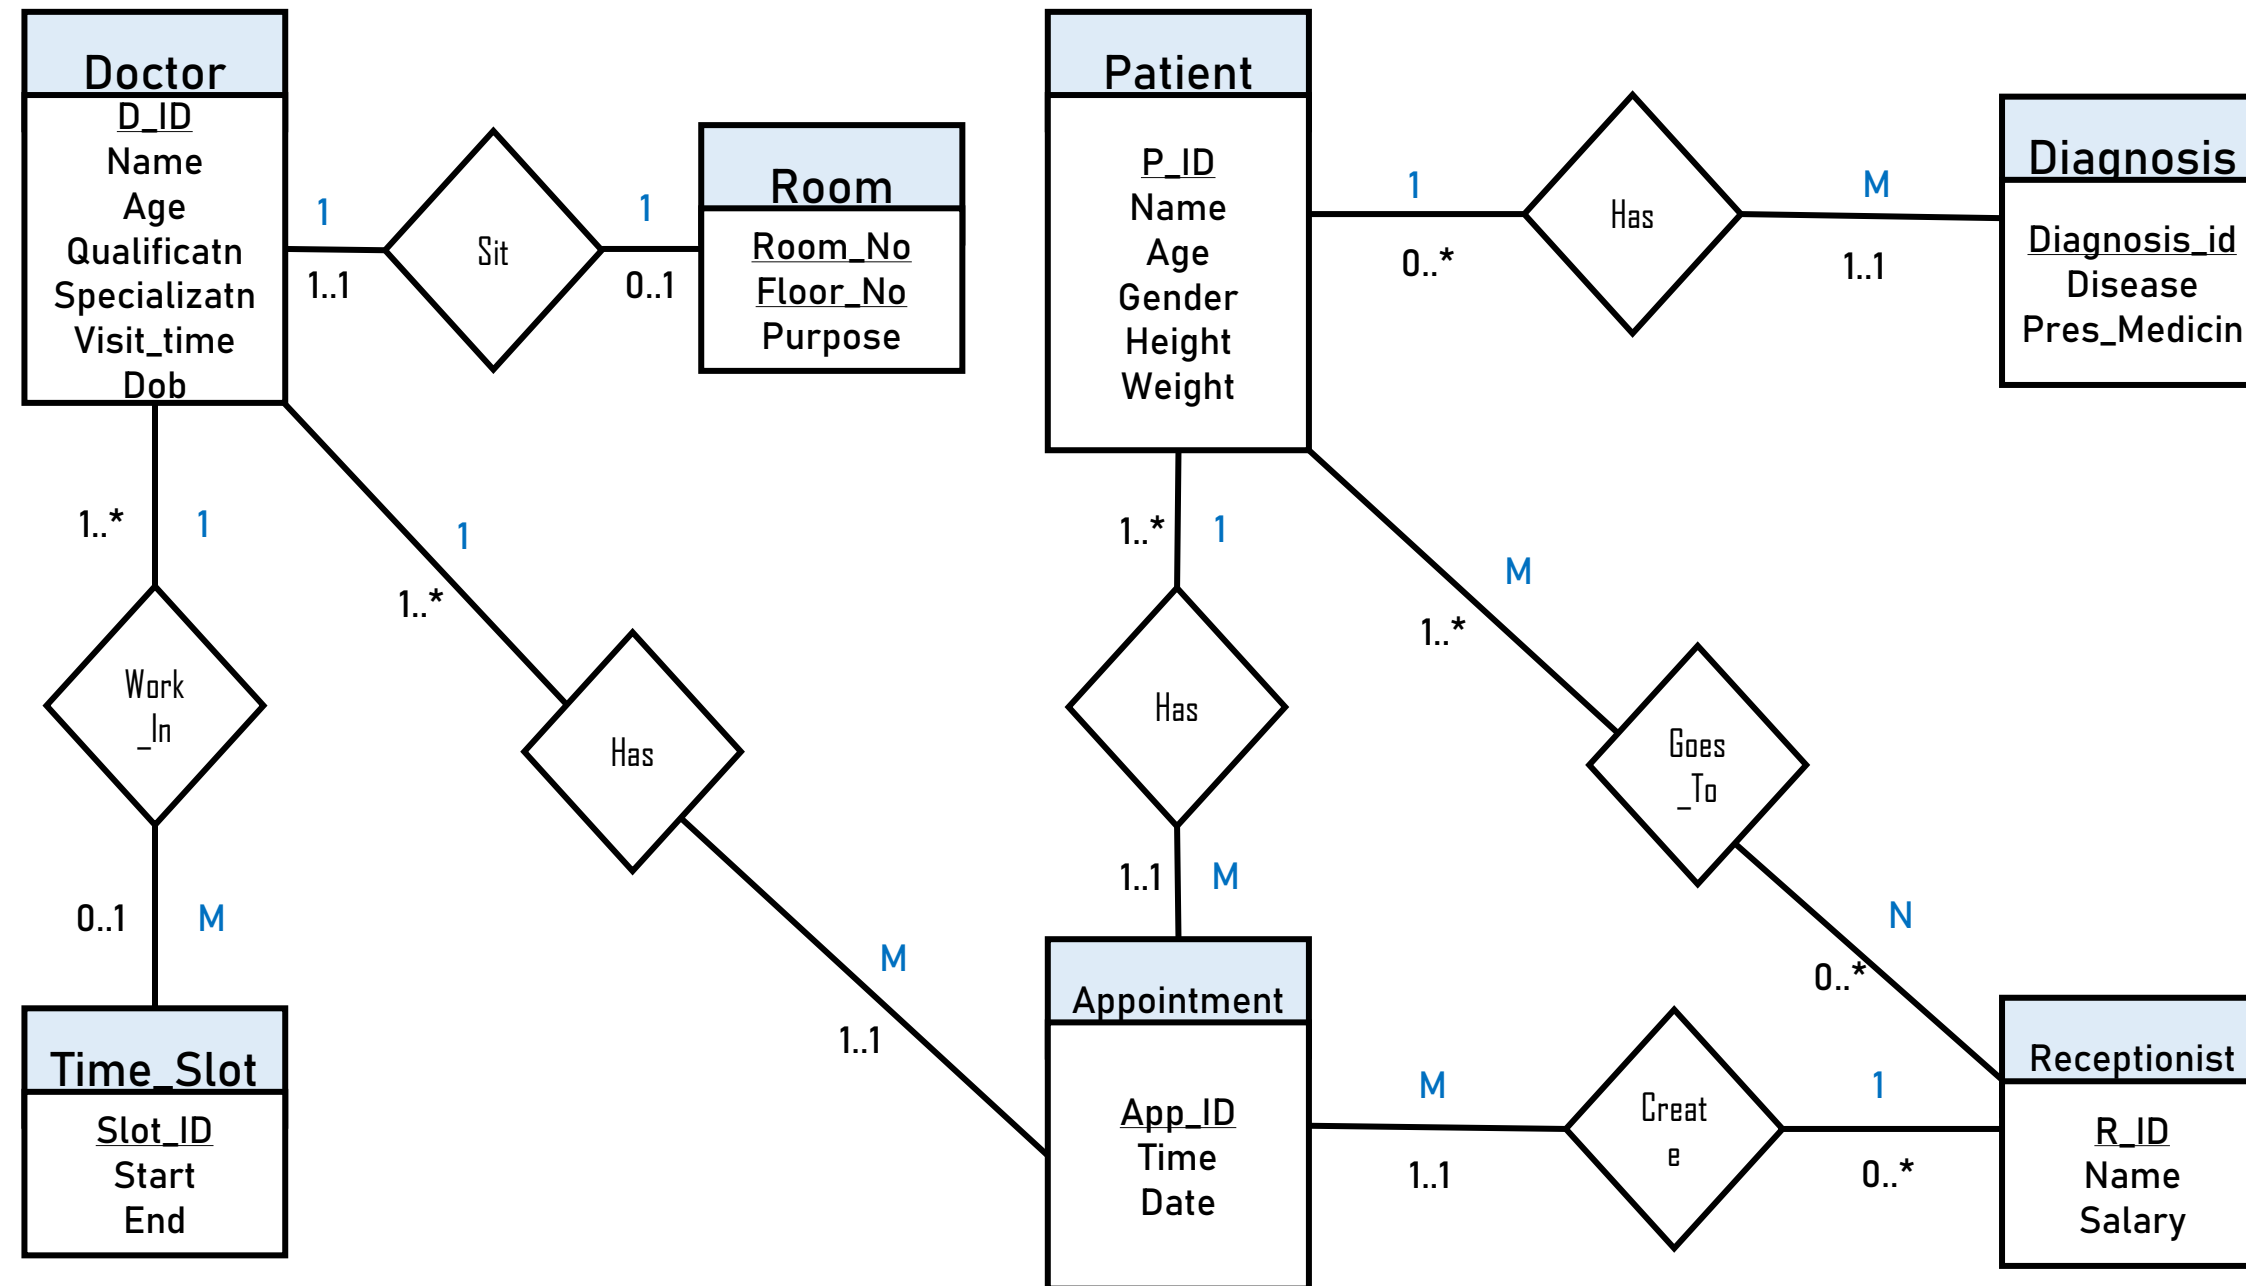 Doctor
D_ID
Name
Age
Qualificatn
Specializatn
Visit_time
Dob
1
1..1
Sit
1
0..1
Room
Room_No
Floor_No
Purpose
Patient
P_ID
Name
Age
Gender
Height
Weight
1
0..*
Has
M
1..1
Diagnosis
Diagnosis_id
Disease
Pres_Medicin
1..* 1
Work
_In
0..1 M
Time_Slot
Slot_ID
Start
End
1
1..*
Has
M
1..1
1..* 1
Has
1..1 M
Appointment
App_ID
Time
Date
M
1..*
Goes
_To
N
0..*
M
1..1
Creat
e
1
0..*
Receptionist
R_ID
Name
Salary